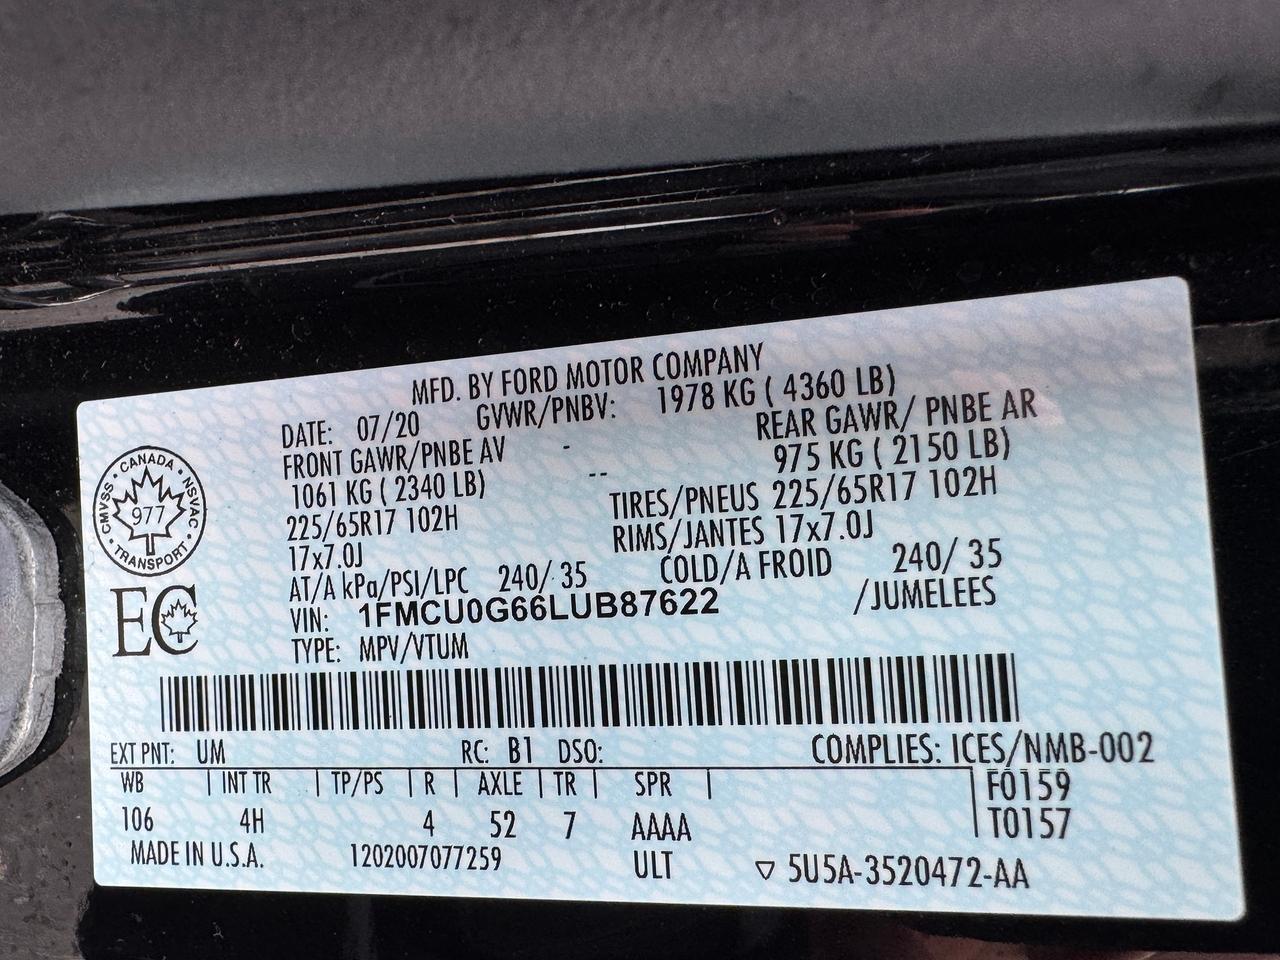 MFD. BY FORD MOTOR COMPANY
DATE: 07/20 GVWR/PNBV: 1978 KG ( 4360 LB)
FRONT GAWR/PNBE AV - REAR GAWR/ PNBE AR
1061 KG ( 2340 LB) -- 975 KG ( 2150 LB)
225/65R17 102H TIRES/PNEUS 225/65R17 102H
17x7.0J RIMS/JANTES 17x7.0J
AT/A kPa/PSI/LPC 240/ 35 COLD/A FROID 240/ 35
VIN: 1FMCU0G66LUB87622 /JUMELEES
TYPE: MPV/VTUM
CANADA
CMVSS • NSVAC
977
TRANSPORT
EC
EXT PNT: UM RC: B1 DSO: COMPLIES: ICES/NMB-002
WB | INT TR | TP/PS | R | AXLE | TR | SPR | F0159
106 4H 4 52 7 AAAA T0157
MADE IN U.S.A. 1202007077259 ULT ▽ 5U5A-3520472-AA